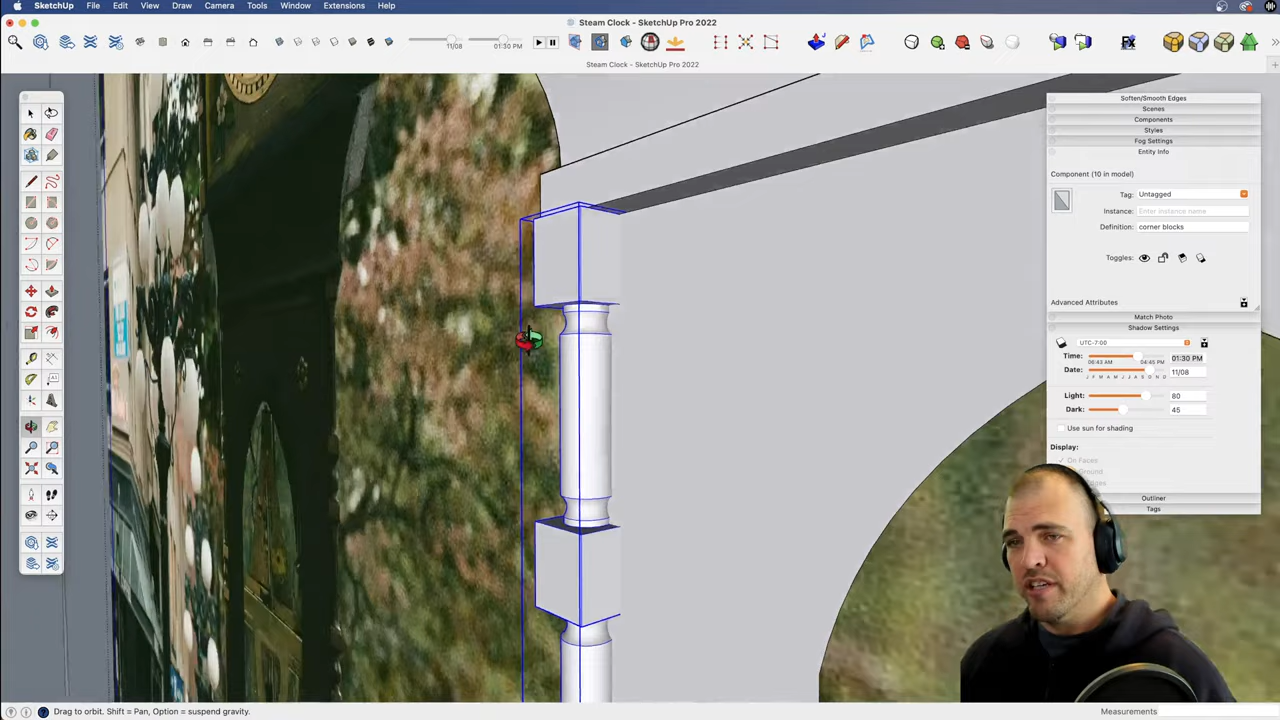 SketchUp File Edit View Draw Camera Tools Window Extensions Help
Steam Clock - SketchUp Pro 2022
11/08 01:30 PM
Steam Clock - SketchUp Pro 2022
Soften/Smooth Edges
Scenes
Components
Styles
Fog Settings
Entity Info
Component (10 in model)
Tag: Untagged
Instance: Enter instance name
Definition: corner blocks
Toggles:
Advanced Attributes
Match Photo
Shadow Settings
UTC-7:00
Time: 01:30 PM
06:43 AM 04:45 PM
Date: 11/08
J F M A M J J A S O N D
Light: 80
Dark: 45
Use sun for shading
Display:
On Faces
Ground
Outliner
Tags
Drag to orbit. Shift = Pan, Option = suspend gravity.
Measurements